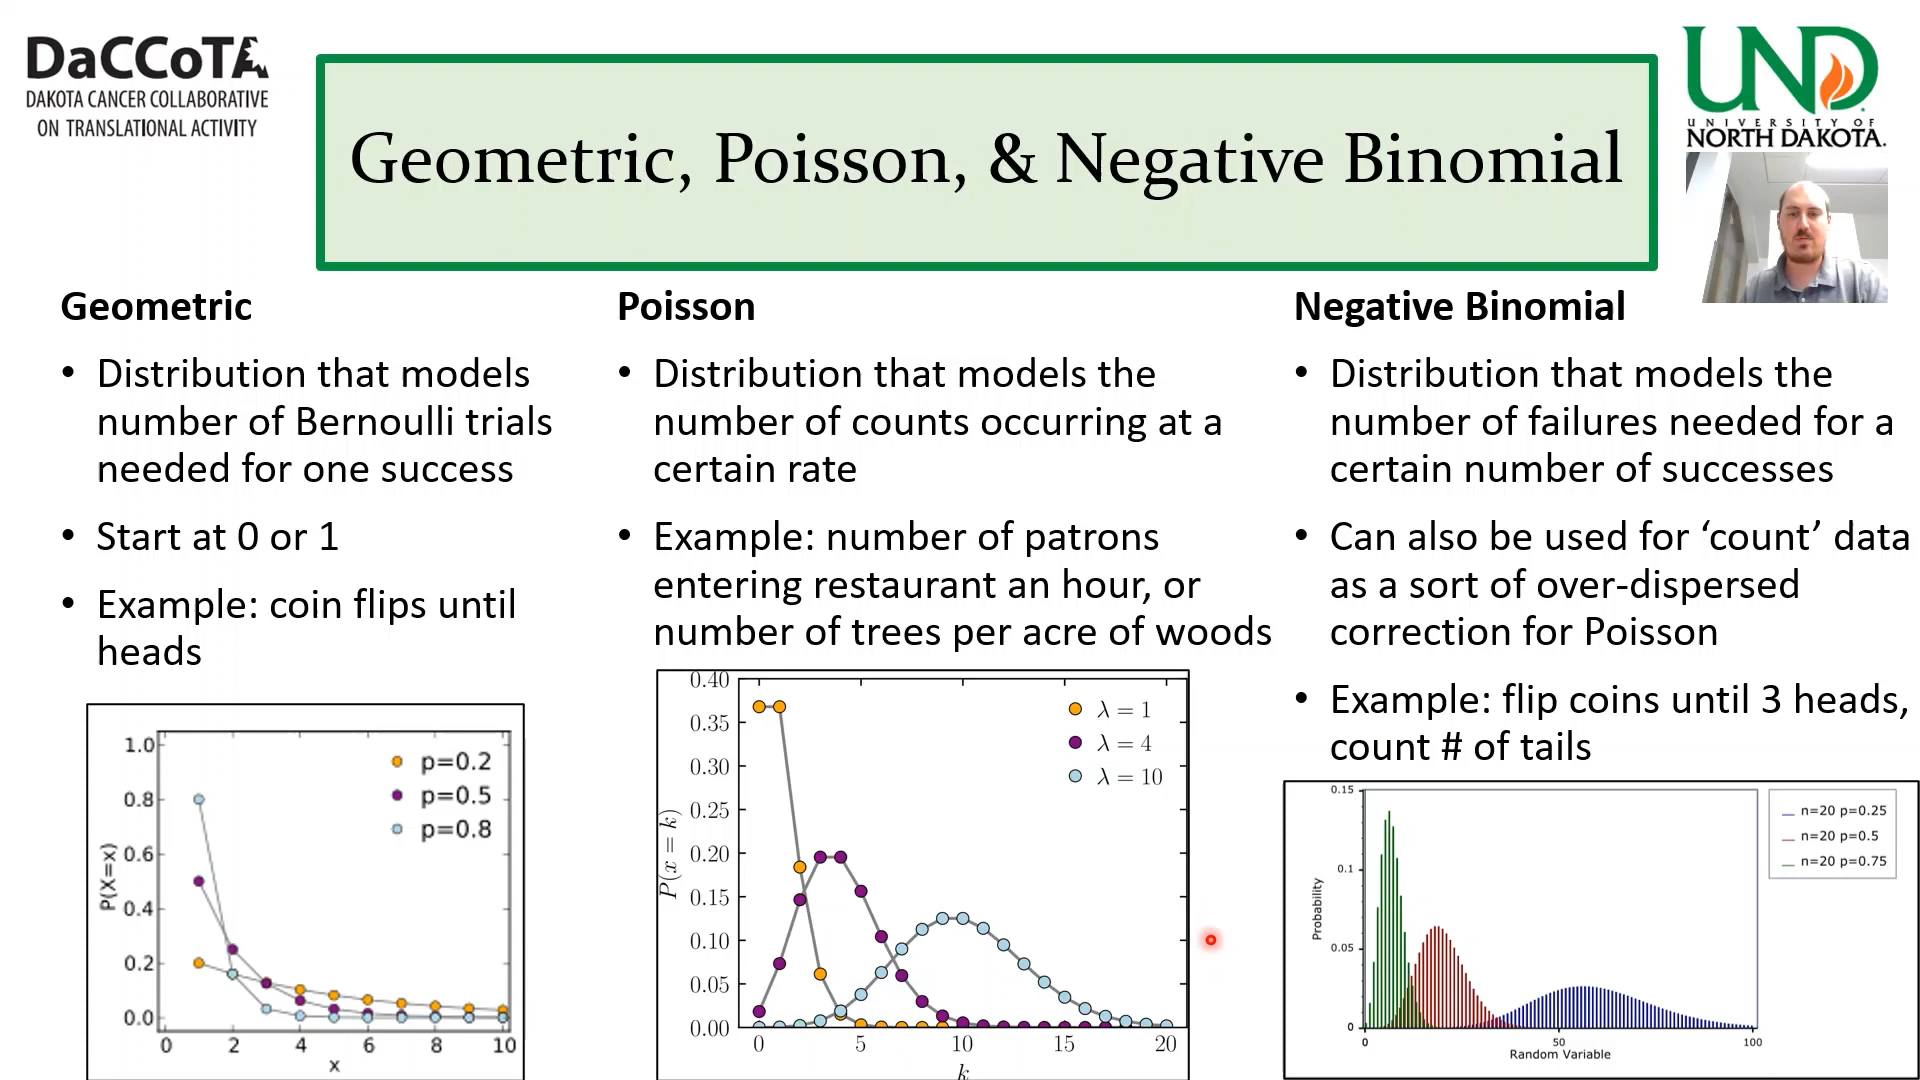 DaCCoTA
DAKOTA CANCER COLLABORATIVE
ON TRANSLATIONAL ACTIVITY
Geometric, Poisson, & Negative Binomial
UND
UNIVERSITY OF
NORTH DAKOTA.
Geometric
• Distribution that models
number of Bernoulli trials
needed for one success
• Start at 0 or 1
• Example: coin flips until
heads
1.0
0.8
0.6
0.4
0.2
0.0
P(X=x)
p=0.2
p=0.5
p=0.8
0 2 4 6 8 10
x
Poisson
• Distribution that models the
number of counts occurring at a
certain rate
• Example: number of patrons
entering restaurant an hour, or
number of trees per acre of woods
0.40
0.35
0.30
0.25
0.20
0.15
0.10
0.05
0.00
P(x = k)
λ = 1
λ = 4
λ = 10
0 5 10 15 20
k
Negative Binomial
• Distribution that models the
number of failures needed for a
certain number of successes
• Can also be used for ‘count’ data
as a sort of over-dispersed
correction for Poisson
• Example: flip coins until 3 heads,
count # of tails
0.15
0.1
0.05
0
Probability
n=20 p=0.25
n=20 p=0.5
n=20 p=0.75
0 50 100
Random Variable